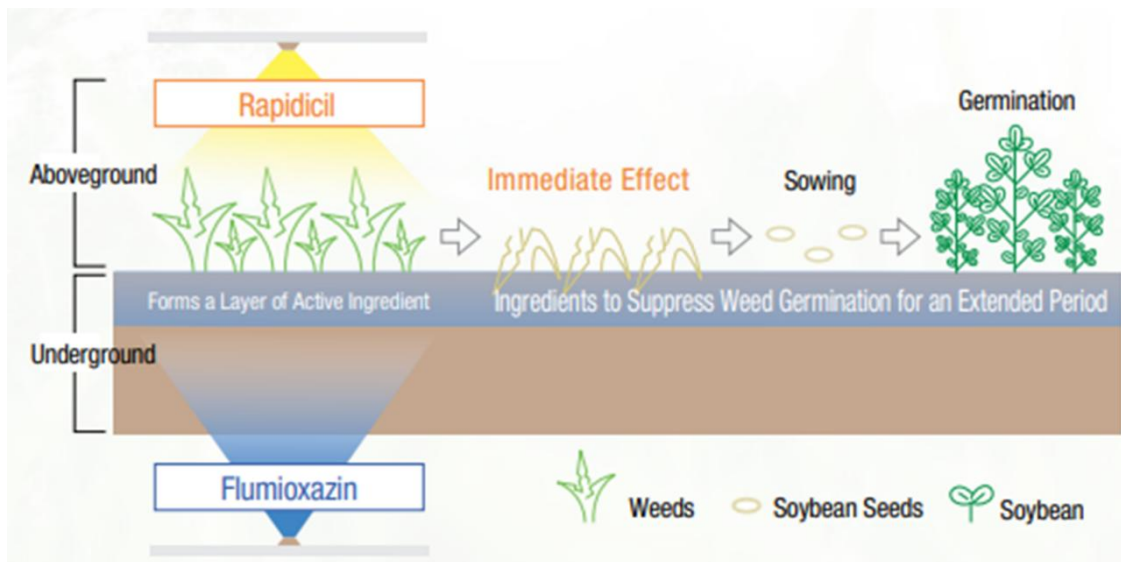 Rapidicil
Germination
Aboveground
Immediate Effect
Sowing
Forms a Layer of Active Ingredient
Ingredients to Suppress Weed Germination for an Extended Period
Underground
Flumioxazin
Weeds
Soybean Seeds
Soybean